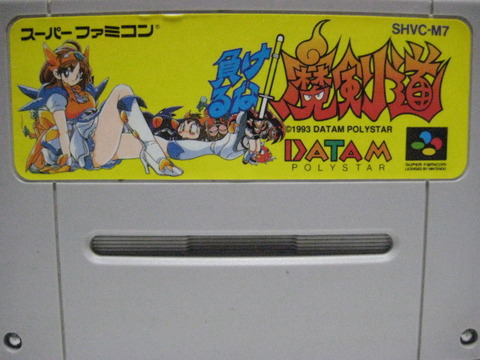 スーパーファミコン®
SHVC-M7
負けるな
魔剣道
©1993 DATAM POLYSTAR
DATAM
POLYSTAR
SUPER FAMICOM
LICENSED BY NINTENDO